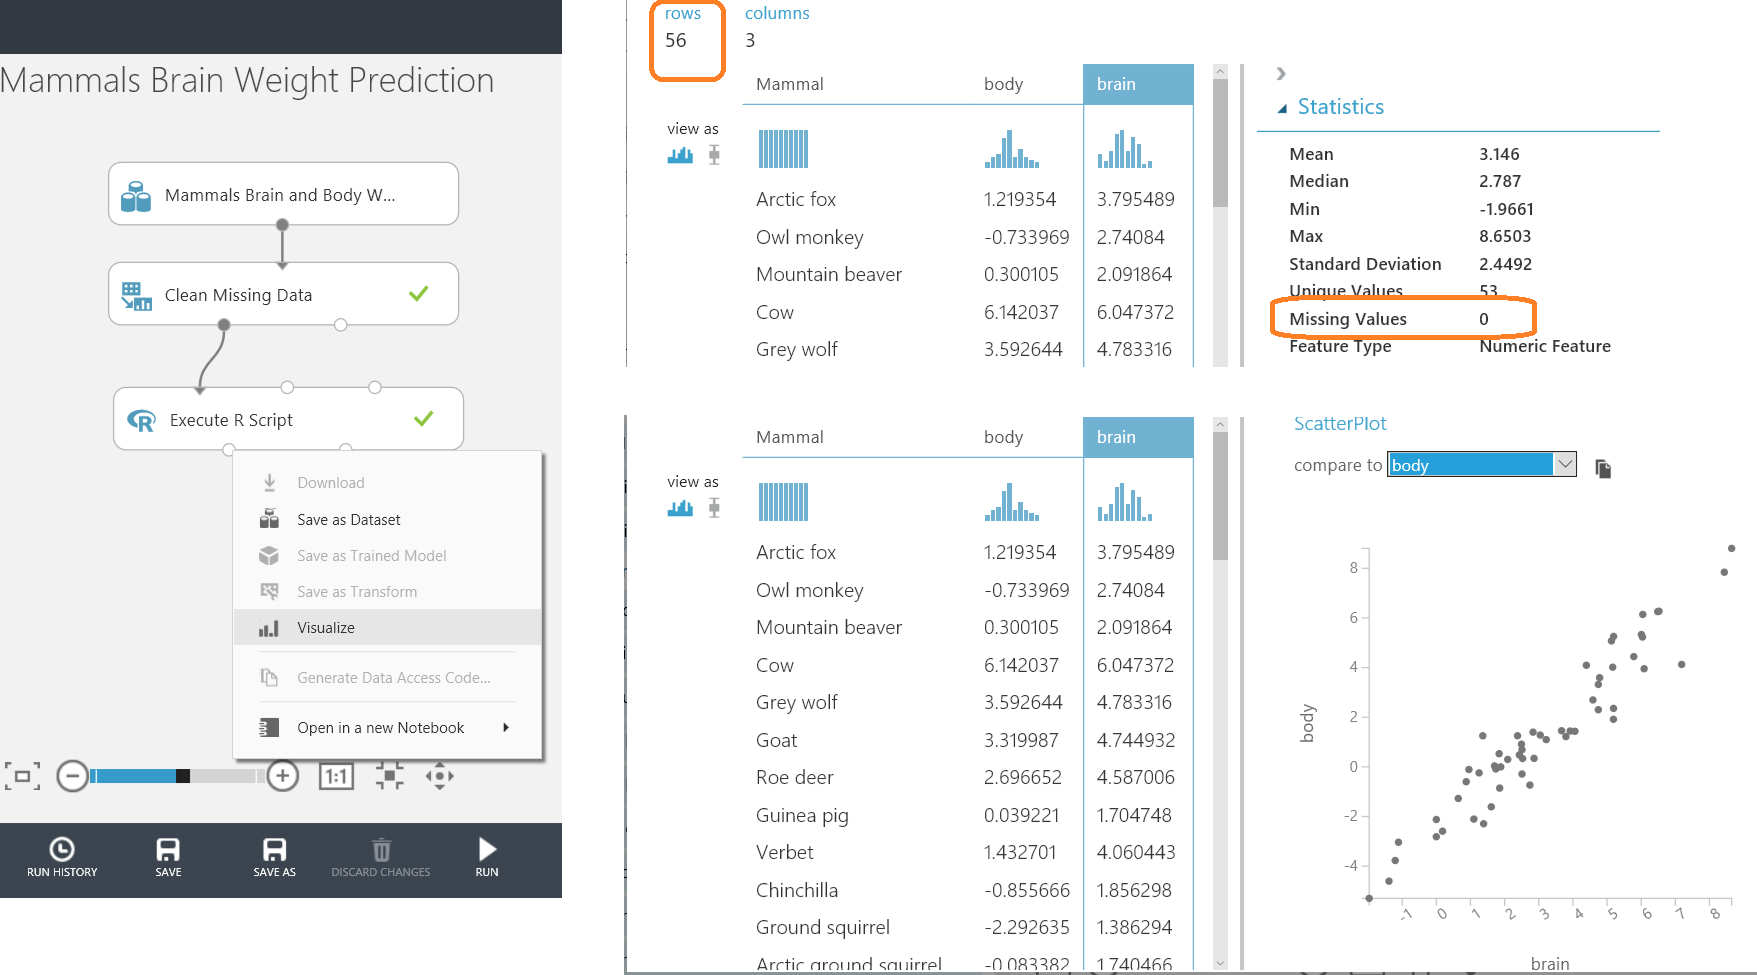 Mammals Brain Weight Prediction
Mammals Brain and Body W...
Clean Missing Data
Execute R Script
Download
Save as Dataset
Save as Trained Model
Save as Transform
Visualize
Generate Data Access Code...
Open in a new Notebook
1:1
RUN HISTORY
SAVE
SAVE AS
DISCARD CHANGES
RUN
rows columns
56 3
Mammal body brain
view as
Arctic fox 1.219354 3.795489
Owl monkey -0.733969 2.74084
Mountain beaver 0.300105 2.091864
Cow 6.142037 6.047372
Grey wolf 3.592644 4.783316
Statistics
Mean 3.146
Median 2.787
Min -1.9661
Max 8.6503
Standard Deviation 2.4492
Unique Values 53
Missing Values 0
Feature Type Numeric Feature
Mammal body brain
view as
Arctic fox 1.219354 3.795489
Owl monkey -0.733969 2.74084
Mountain beaver 0.300105 2.091864
Cow 6.142037 6.047372
Grey wolf 3.592644 4.783316
Goat 3.319987 4.744932
Roe deer 2.696652 4.587006
Guinea pig 0.039221 1.704748
Verbet 1.432701 4.060443
Chinchilla -0.855666 1.856298
Ground squirrel -2.292635 1.386294
Arctic ground squirrel -0.083382 1.740466
ScatterPlot
compare to body
8
6
4
2
0
-2
-4
body
-1 0 1 2 3 4 5 6 7 8
brain